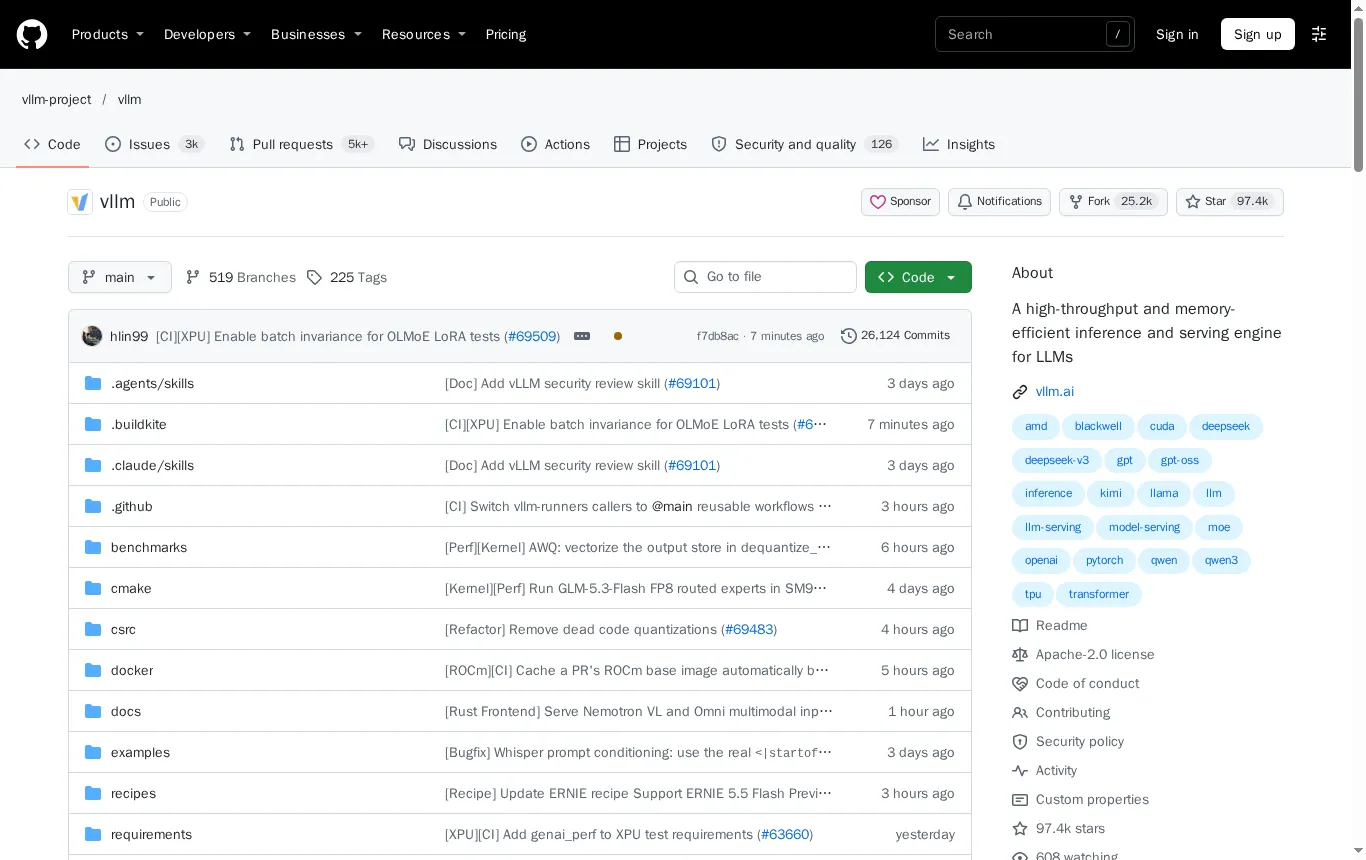 Products Developers Businesses Resources Pricing Search / Sign in Sign up
vllm-project / vllm
Code Issues 3k Pull requests 5k+ Discussions Actions Projects Security and quality 126 Insights
vllm Public Sponsor Notifications Fork 25.2k Star 97.4k
main 519 Branches 225 Tags Go to file Code
hlin99 [CI][XPU] Enable batch invariance for OLMoE LoRA tests (#69509) f7db8ac · 7 minutes ago 26,124 Commits
.agents/skills [Doc] Add vLLM security review skill (#69101) 3 days ago
.buildkite [CI][XPU] Enable batch invariance for OLMoE LoRA tests (#6… 7 minutes ago
.claude/skills [Doc] Add vLLM security review skill (#69101) 3 days ago
.github [CI] Switch vllm-runners callers to @main reusable workflows … 3 hours ago
benchmarks [Perf][Kernel] AWQ: vectorize the output store in dequantize_… 6 hours ago
cmake [Kernel][Perf] Run GLM-5.3-Flash FP8 routed experts in SM9… 4 days ago
csrc [Refactor] Remove dead code quantizations (#69483) 4 hours ago
docker [ROCm][CI] Cache a PR's ROCm base image automatically b… 5 hours ago
docs [Rust Frontend] Serve Nemotron VL and Omni multimodal inp… 1 hour ago
examples [Bugfix] Whisper prompt conditioning: use the real <|startof… 3 days ago
recipes [Recipe] Update ERNIE recipe Support ERNIE 5.5 Flash Previ… 3 hours ago
requirements [XPU][CI] Add genai_perf to XPU test requirements (#63660) yesterday
About
A high-throughput and memory-
efficient inference and serving engine
for LLMs
vllm.ai
amd blackwell cuda deepseek
deepseek-v3 gpt gpt-oss
inference kimi llama llm
llm-serving model-serving moe
openai pytorch qwen qwen3
tpu transformer
Readme
Apache-2.0 license
Code of conduct
Contributing
Security policy
Activity
Custom properties
97.4k stars
608 watching